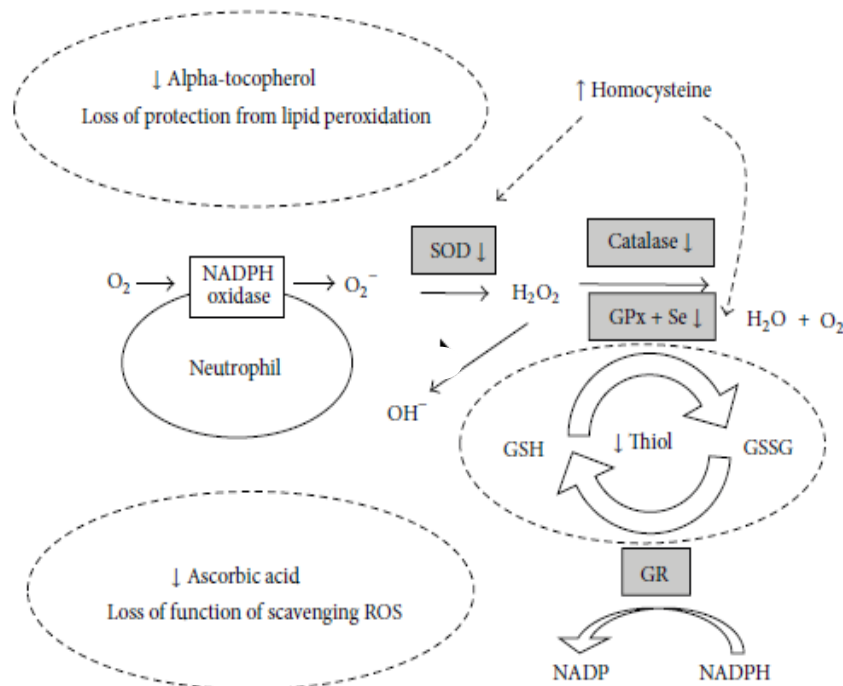 ↓ Alpha-tocopherol
Loss of protection from lipid peroxidation
↑ Homocysteine
SOD ↓
Catalase ↓
O₂
NADPH
oxidase
O₂⁻
H₂O₂
GPx + Se ↓
H₂O + O₂
Neutrophil
OH⁻
GSH
↓ Thiol
GSSG
↓ Ascorbic acid
Loss of function of scavenging ROS
GR
NADP
NADPH